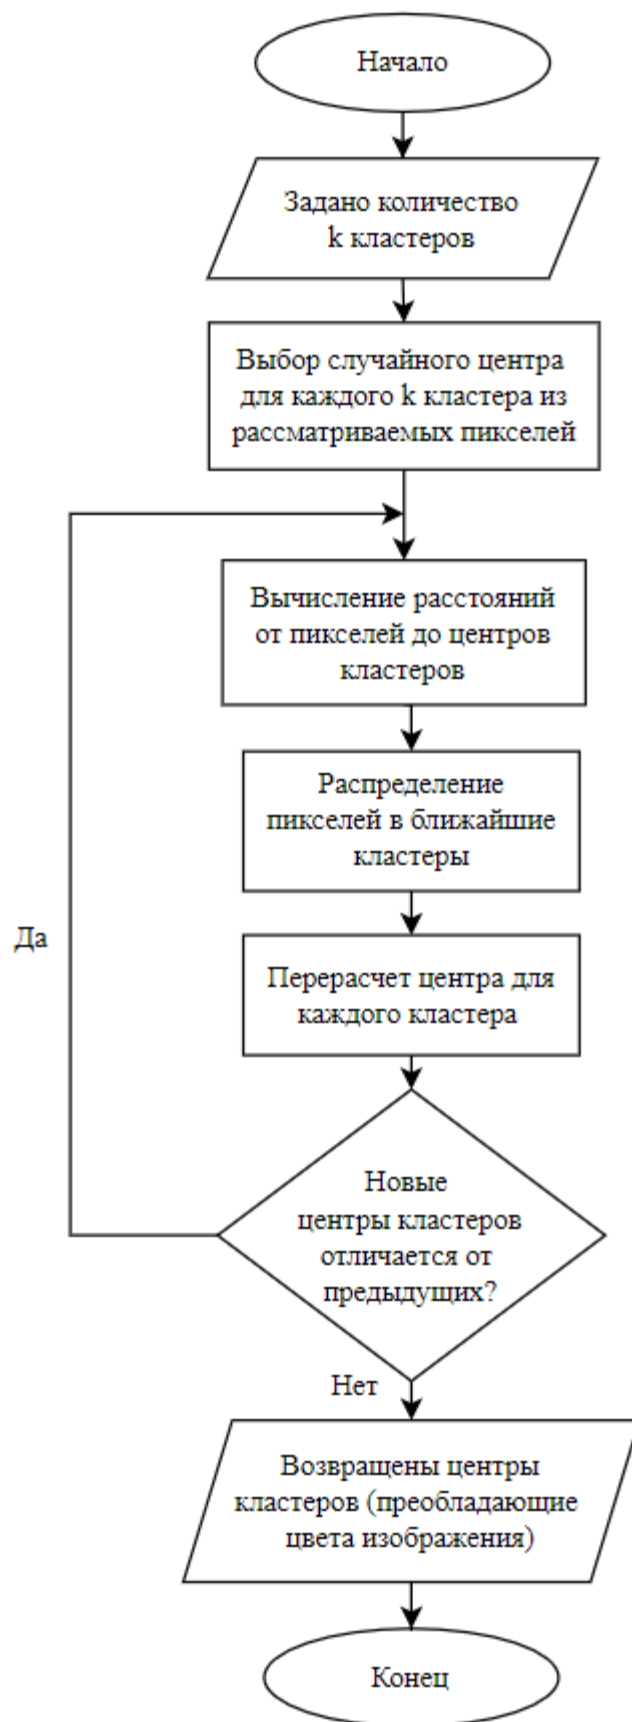 Начало
Задано количество
k кластеров
Выбор случайного центра
для каждого k кластера из
рассматриваемых пикселей
Вычисление расстояний
от пикселей до центров
кластеров
Распределение
пикселей в ближайшие
кластеры
Да
Перерасчет центра для
каждого кластера
Новые
центры кластеров
отличается от
предыдущих?
Нет
Возвращены центры
кластеров (преобладающие
цвета изображения)
Конец